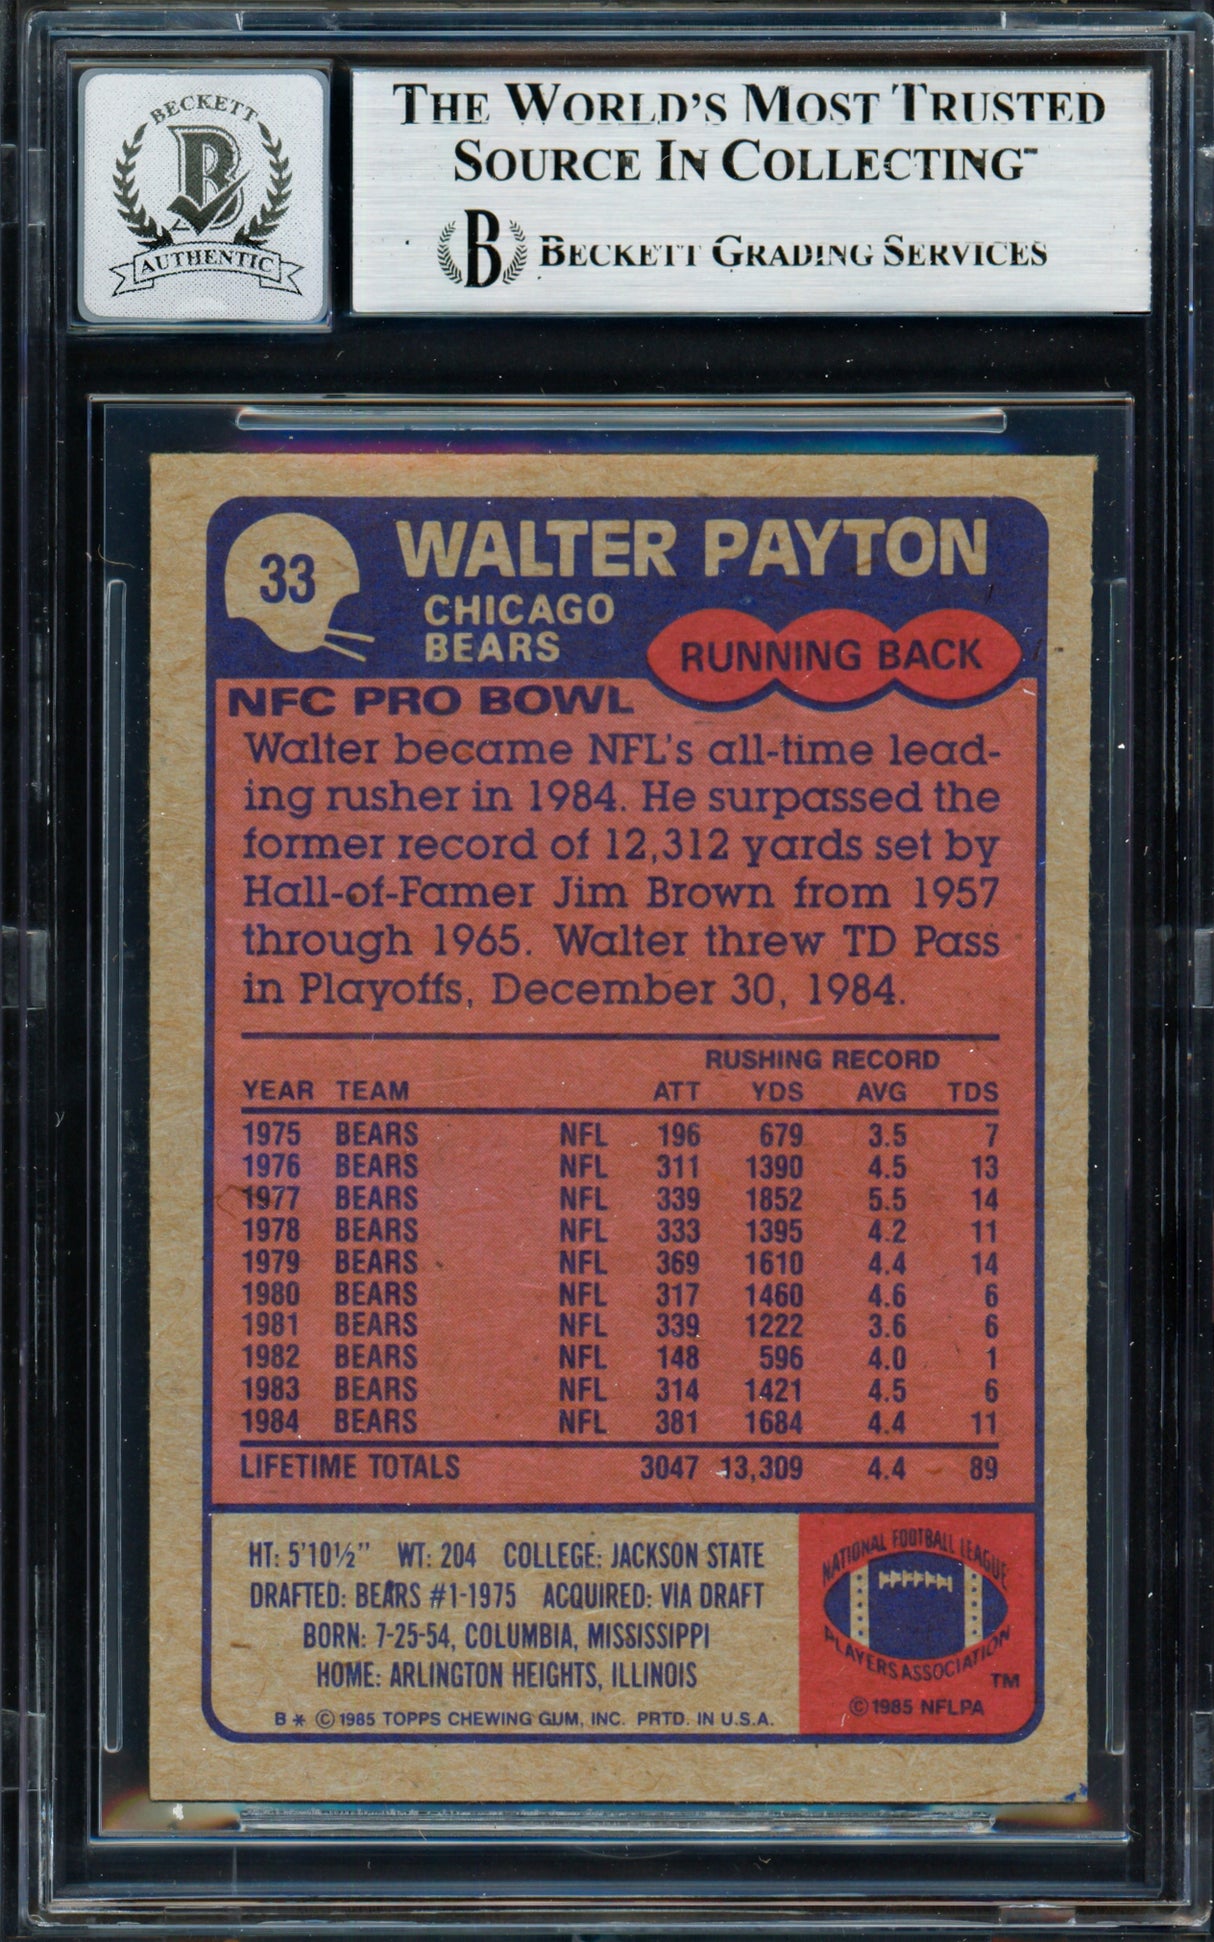 BECKETT
B
AUTHENTIC
THE WORLD'S MOST TRUSTED
SOURCE IN COLLECTING™
B BECKETT GRADING SERVICES
33
WALTER PAYTON
CHICAGO
BEARS
RUNNING BACK
NFC PRO BOWL
Walter became NFL's all-time lead-
ing rusher in 1984. He surpassed the
former record of 12,312 yards set by
Hall-of-Famer Jim Brown from 1957
through 1965. Walter threw TD Pass
in Playoffs, December 30, 1984.
RUSHING RECORD
YEAR TEAM ATT YDS AVG TDS
1975 BEARS NFL 196 679 3.5 7
1976 BEARS NFL 311 1390 4.5 13
1977 BEARS NFL 339 1852 5.5 14
1978 BEARS NFL 333 1395 4.2 11
1979 BEARS NFL 369 1610 4.4 14
1980 BEARS NFL 317 1460 4.6 6
1981 BEARS NFL 339 1222 3.6 6
1982 BEARS NFL 148 596 4.0 1
1983 BEARS NFL 314 1421 4.5 6
1984 BEARS NFL 381 1684 4.4 11
LIFETIME TOTALS 3047 13,309 4.4 89
HT: 5'10½" WT: 204 COLLEGE: JACKSON STATE
DRAFTED: BEARS #1-1975 ACQUIRED: VIA DRAFT
BORN: 7-25-54, COLUMBIA, MISSISSIPPI
HOME: ARLINGTON HEIGHTS, ILLINOIS
B* © 1985 TOPPS CHEWING GUM, INC. PRTD. IN U.S.A.
NATIONAL FOOTBALL LEAGUE
PLAYERS ASSOCIATION
TM
© 1985 NFLPA